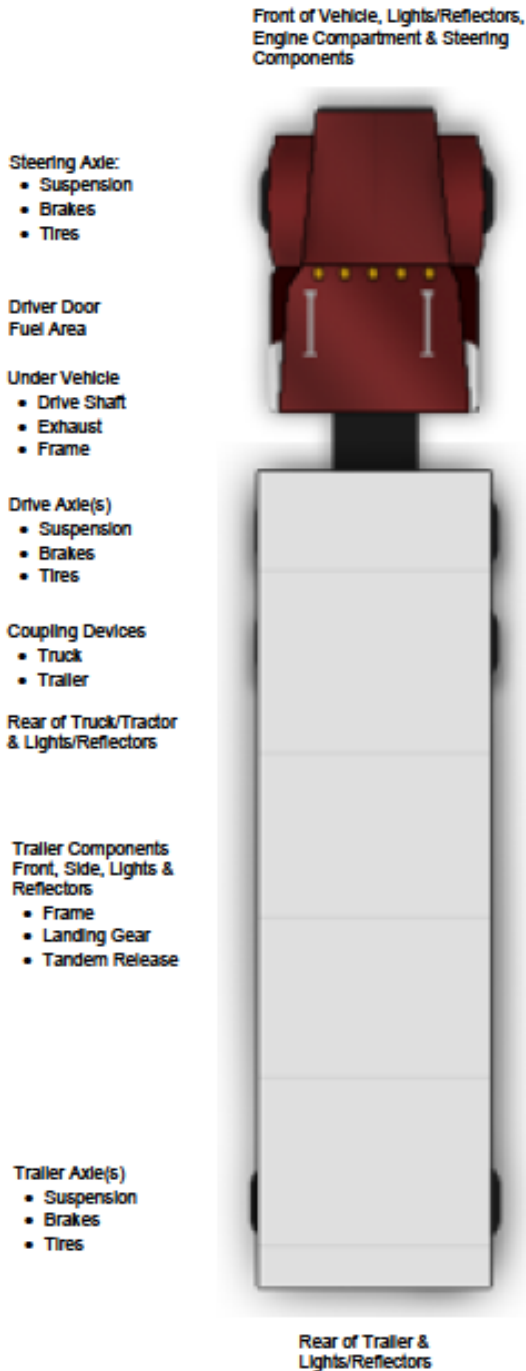 Front of Vehicle, Lights/Reflectors,
Engine Compartment & Steering
Components
Steering Axle:
• Suspension
• Brakes
• Tires
Driver Door
Fuel Area
Under Vehicle
• Drive Shaft
• Exhaust
• Frame
Drive Axle(s)
• Suspension
• Brakes
• Tires
Coupling Devices
• Truck
• Trailer
Rear of Truck/Tractor
& Lights/Reflectors
Trailer Components
Front, Side, Lights &
Reflectors
• Frame
• Landing Gear
• Tandem Release
Trailer Axle(s)
• Suspension
• Brakes
• Tires
Rear of Trailer &
Lights/Reflectors